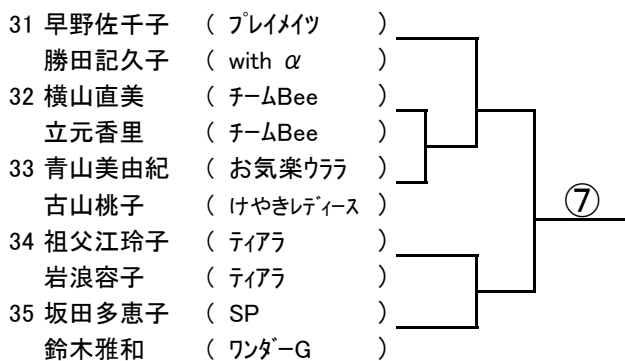 31 早野佐千子 ( プレイメイツ )
勝田記久子 ( with α )
32 横山直美 ( チームBee )
立元香里 ( チームBee )
33 青山美由紀 ( お気楽ウララ )
古山桃子 ( けやきレディース )
⑦
34 祖父江玲子 ( ティアラ )
岩浪容子 ( ティアラ )
35 坂田多恵子 ( SP )
鈴木雅和 ( ワンダーG )